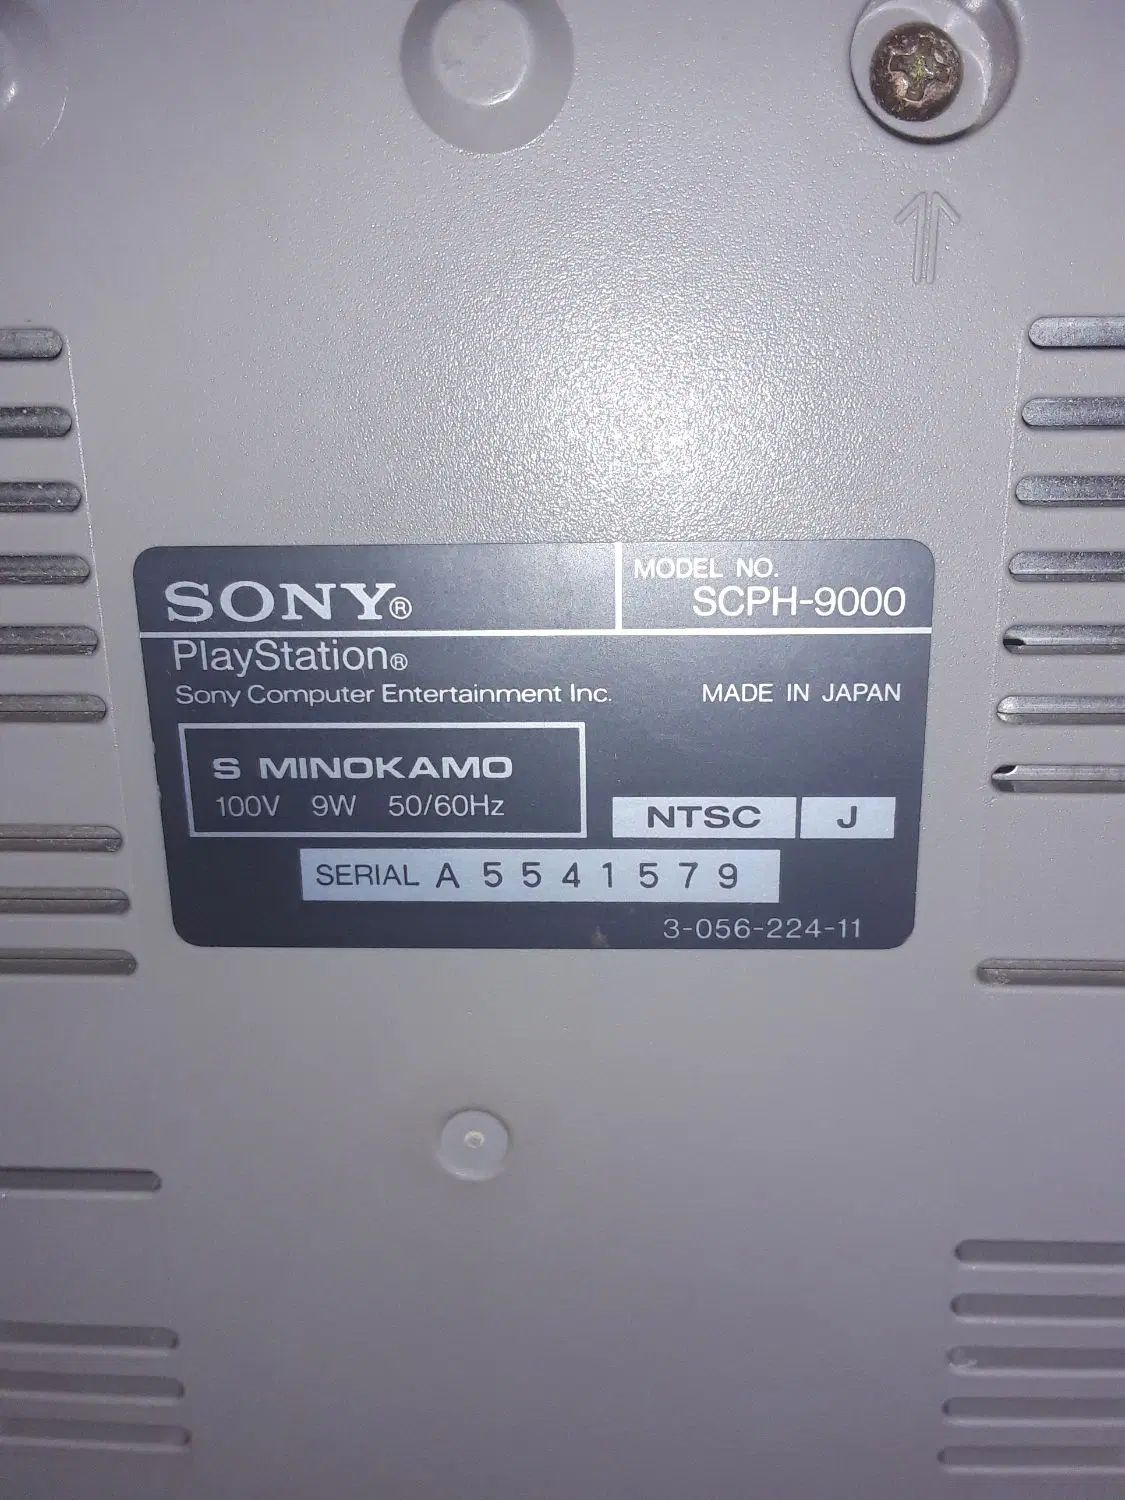 SONY®
MODEL NO.
SCPH-9000
PlayStation®
Sony Computer Entertainment Inc.
MADE IN JAPAN
S MINOKAMO
100V 9W 50/60Hz
NTSC J
SERIAL A5541579
3-056-224-11